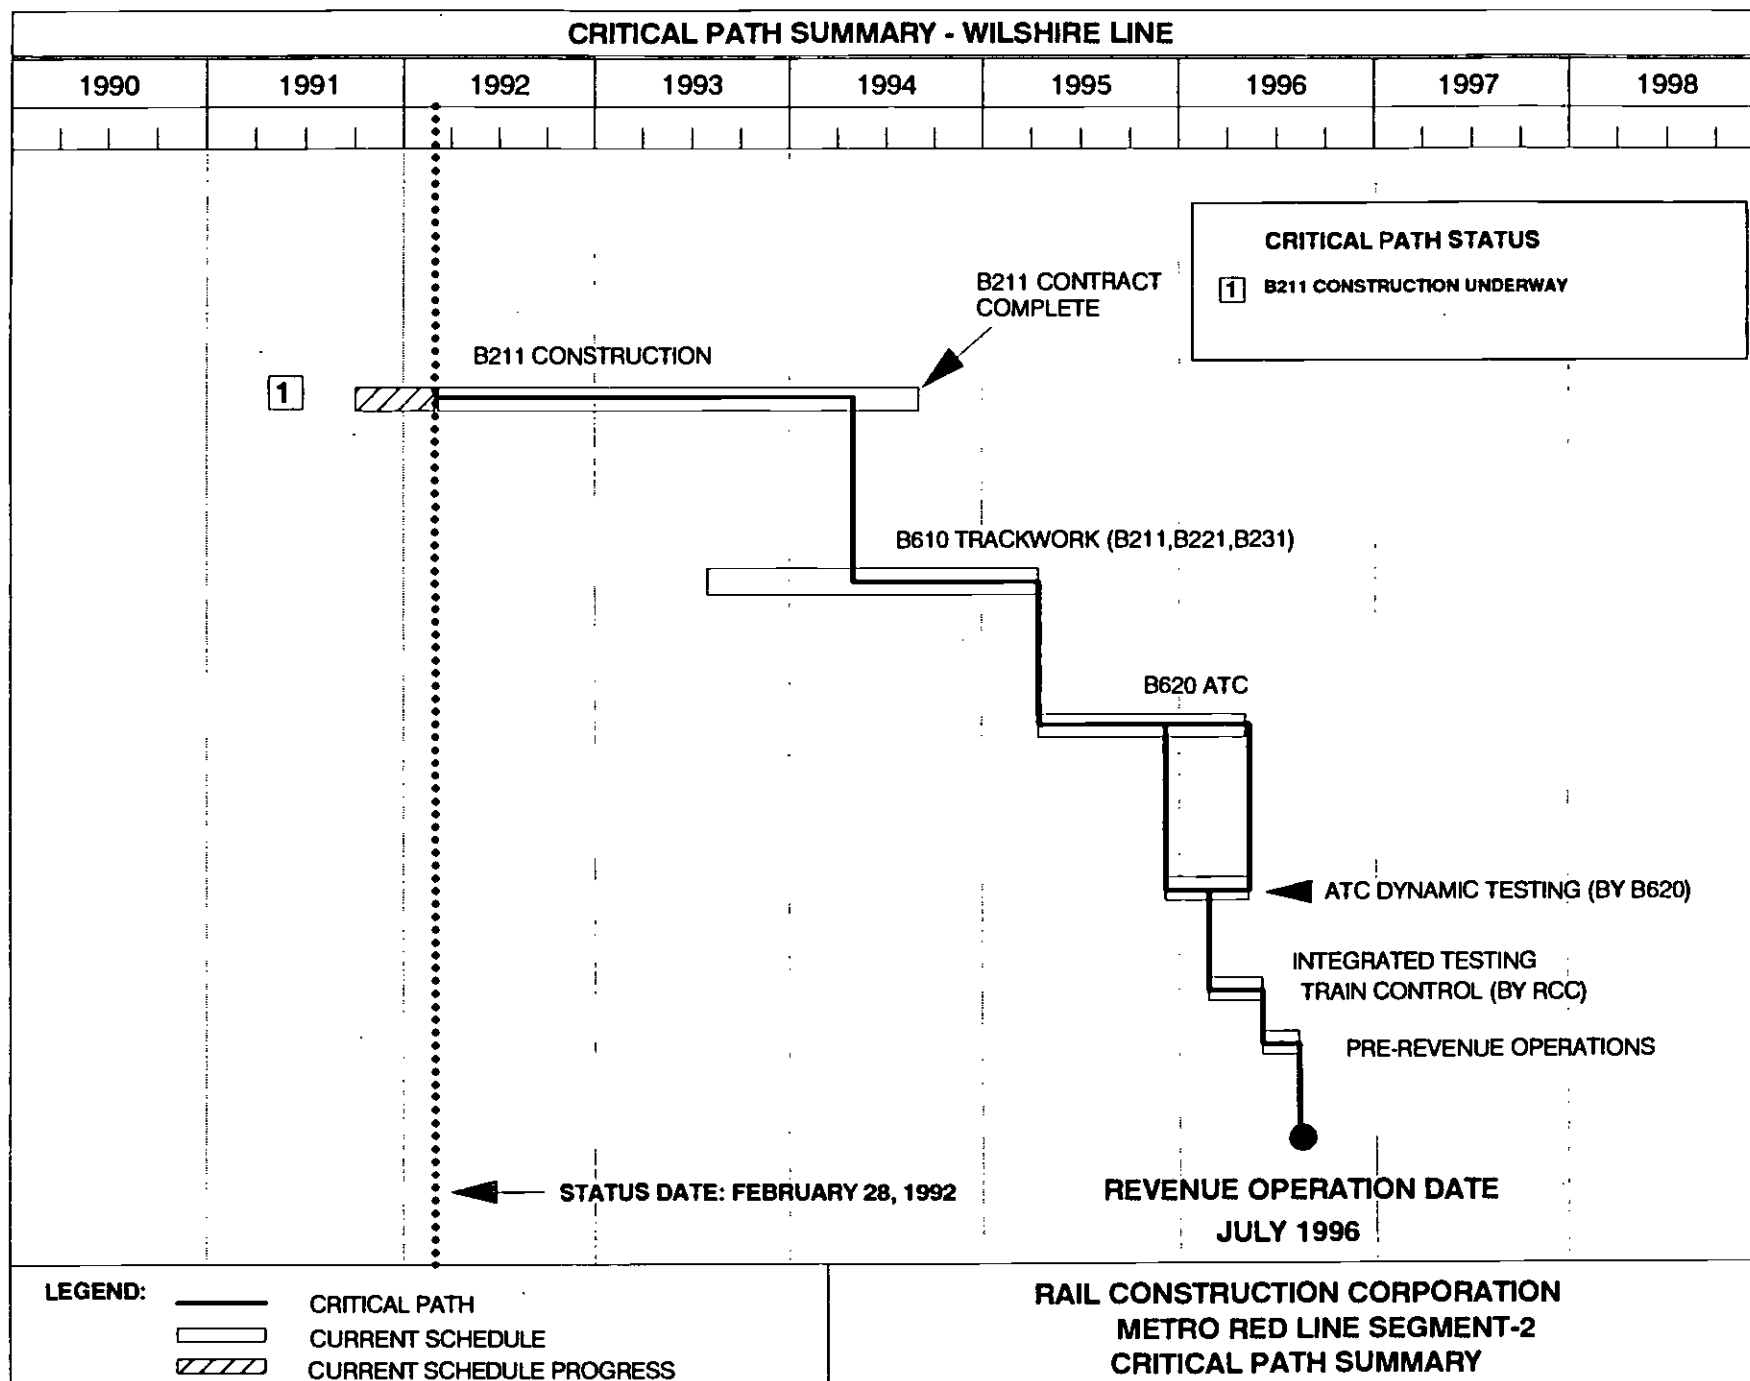 CRITICAL PATH SUMMARY - WILSHIRE LINE
1990 1991 1992 1993 1994 1995 1996 1997 1998
CRITICAL PATH STATUS
1 B211 CONSTRUCTION UNDERWAY
B211 CONTRACT
COMPLETE
B211 CONSTRUCTION
1
B610 TRACKWORK (B211,B221,B231)
B620 ATC
ATC DYNAMIC TESTING (BY B620)
INTEGRATED TESTING
TRAIN CONTROL (BY RCC)
PRE-REVENUE OPERATIONS
STATUS DATE: FEBRUARY 28, 1992
REVENUE OPERATION DATE
JULY 1996
LEGEND:
CRITICAL PATH
CURRENT SCHEDULE
CURRENT SCHEDULE PROGRESS
RAIL CONSTRUCTION CORPORATION
METRO RED LINE SEGMENT-2
CRITICAL PATH SUMMARY